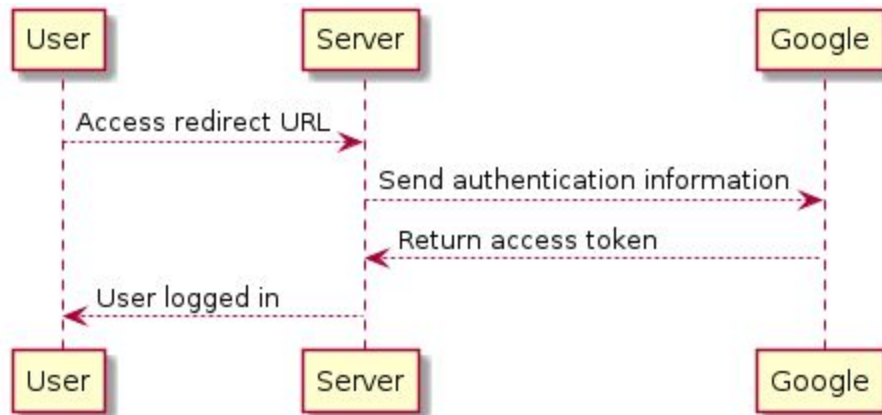 User
Server
Google
Access redirect URL
Send authentication information
Return access token
User logged in
User
Server
Google